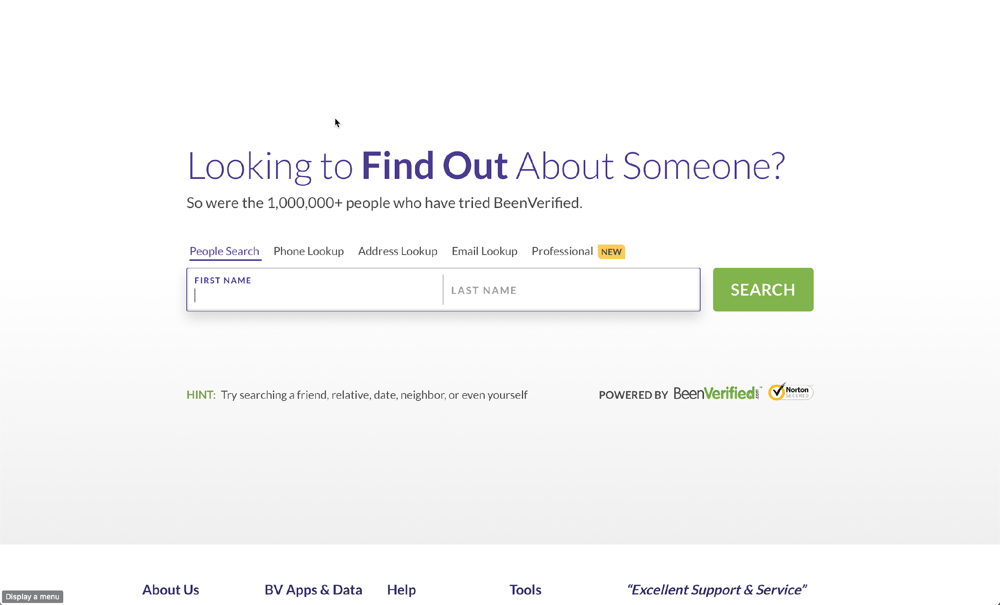 Looking to Find Out About Someone?
So were the 1,000,000+ people who have tried BeenVerified.
People Search Phone Lookup Address Lookup Email Lookup Professional NEW
FIRST NAME
LAST NAME
SEARCH
HINT: Try searching a friend, relative, date, neighbor, or even yourself
POWERED BY BeenVerified.com™ Norton SECURED
About Us BV Apps & Data Help Tools “Excellent Support & Service”
Display a menu